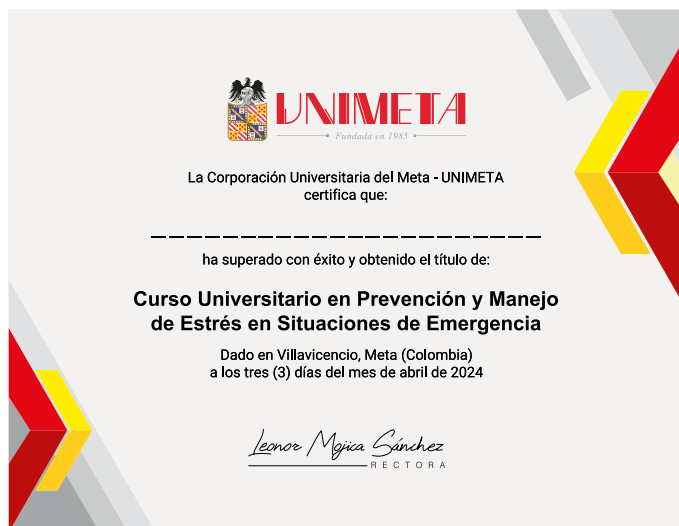 UNIMETA
Fundada en 1985
La Corporación Universitaria del Meta - UNIMETA
certifica que:
ha superado con éxito y obtenido el título de:
Curso Universitario en Prevención y Manejo
de Estrés en Situaciones de Emergencia
Dado en Villavicencio, Meta (Colombia)
a los tres (3) días del mes de abril de 2024
Leonor Mojica Sánchez
RECTORA